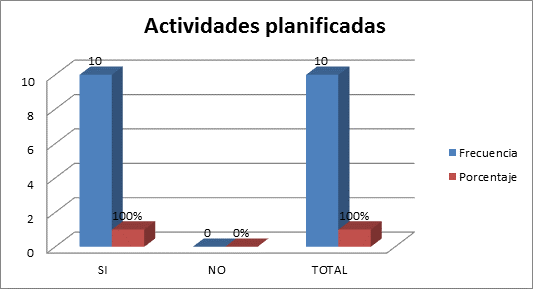 Actividades planificadas
10
8
6
4
2
0
10
100%
0
0%
10
100%
SI
NO
TOTAL
Frecuencia
Porcentaje